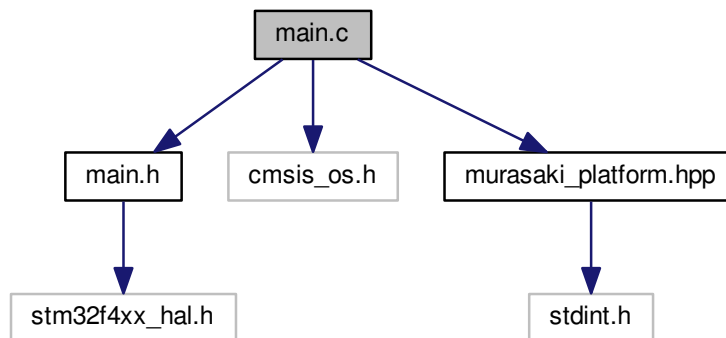 main.c
main.h
cmsis_os.h
murasaki_platform.hpp
stm32f4xx_hal.h
stdint.h